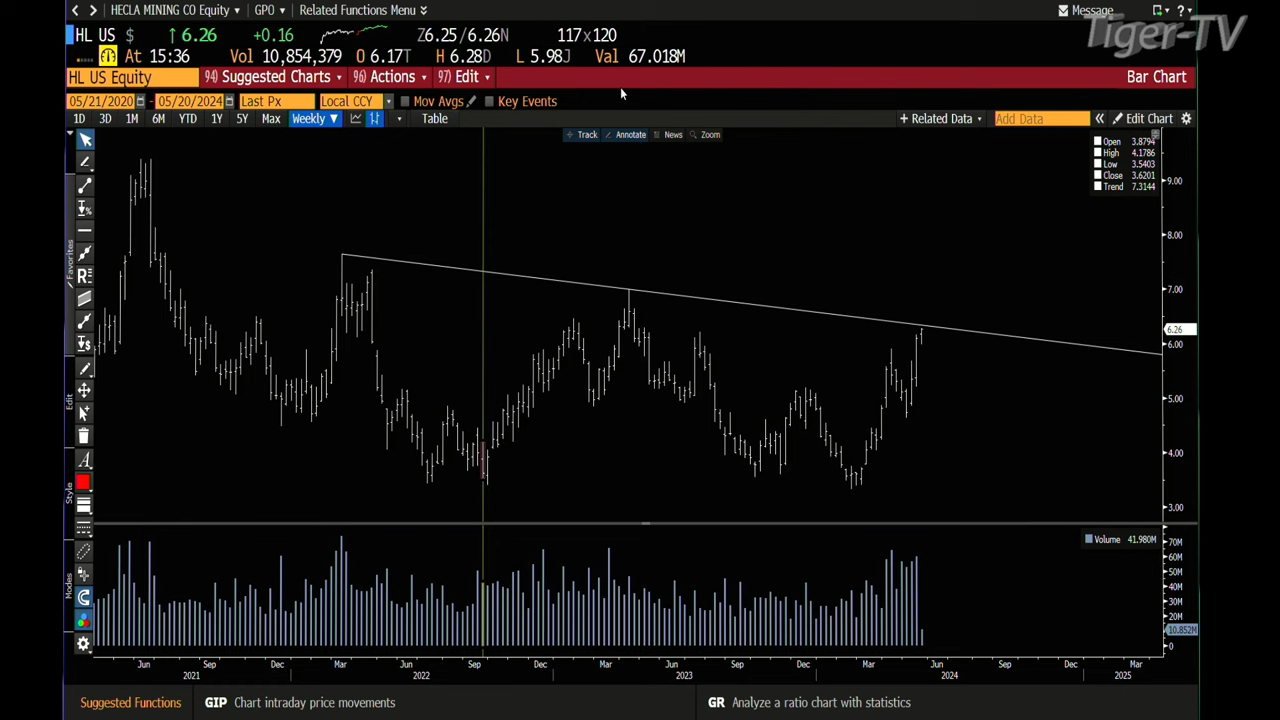 HECLA MINING CO Equity GPO Related Functions Menu Message
Tiger-TV
HL US $ ↑ 6.26 +0.16 Z6.25 / 6.26N 117 x 120
At 15:36 Vol 10,854,379 O 6.17T H 6.28D L 5.98J Val 67.018M
HL US Equity 94) Suggested Charts 96) Actions 97) Edit Bar Chart
05/21/2020 - 05/20/2024 Last Px Local CCY Mov Avgs Key Events
1D 3D 1M 6M YTD 1Y 5Y Max Weekly ▼ Table + Related Data Add Data « Edit Chart
Track Annotate News Zoom
Open 3.8794
High 4.1786
Low 3.5403
Close 3.6201
Trend 7.3144
9.00
8.00
7.00
6.26
6.00
5.00
4.00
3.00
Favorites
Edit
Style
Modes
Volume 41.980M
70M
60M
50M
40M
30M
20M
10.852M
0
Jun Sep Dec Mar Jun Sep Dec Mar Jun Sep Dec Mar Jun Sep Dec Mar
2021 2022 2023 2024 2025
Suggested Functions GIP Chart intraday price movements GR Analyze a ratio chart with statistics